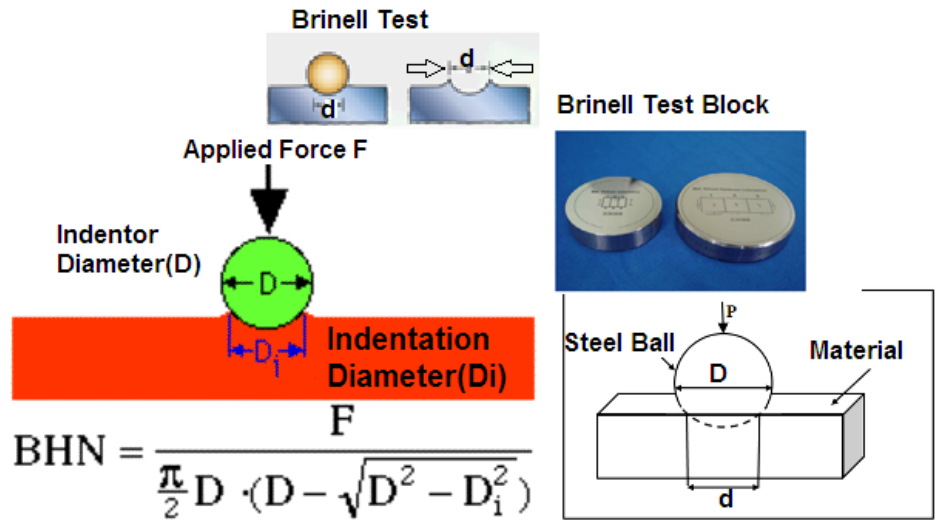 Brinell Test
d
d
Brinell Test Block
Applied Force F
Indentor
Diameter(D)
D
Di
Indentation
Diameter(Di)
P
Steel Ball
Material
D
d
BHN = F / (π/2 D ·(D − √(D² − Di²))